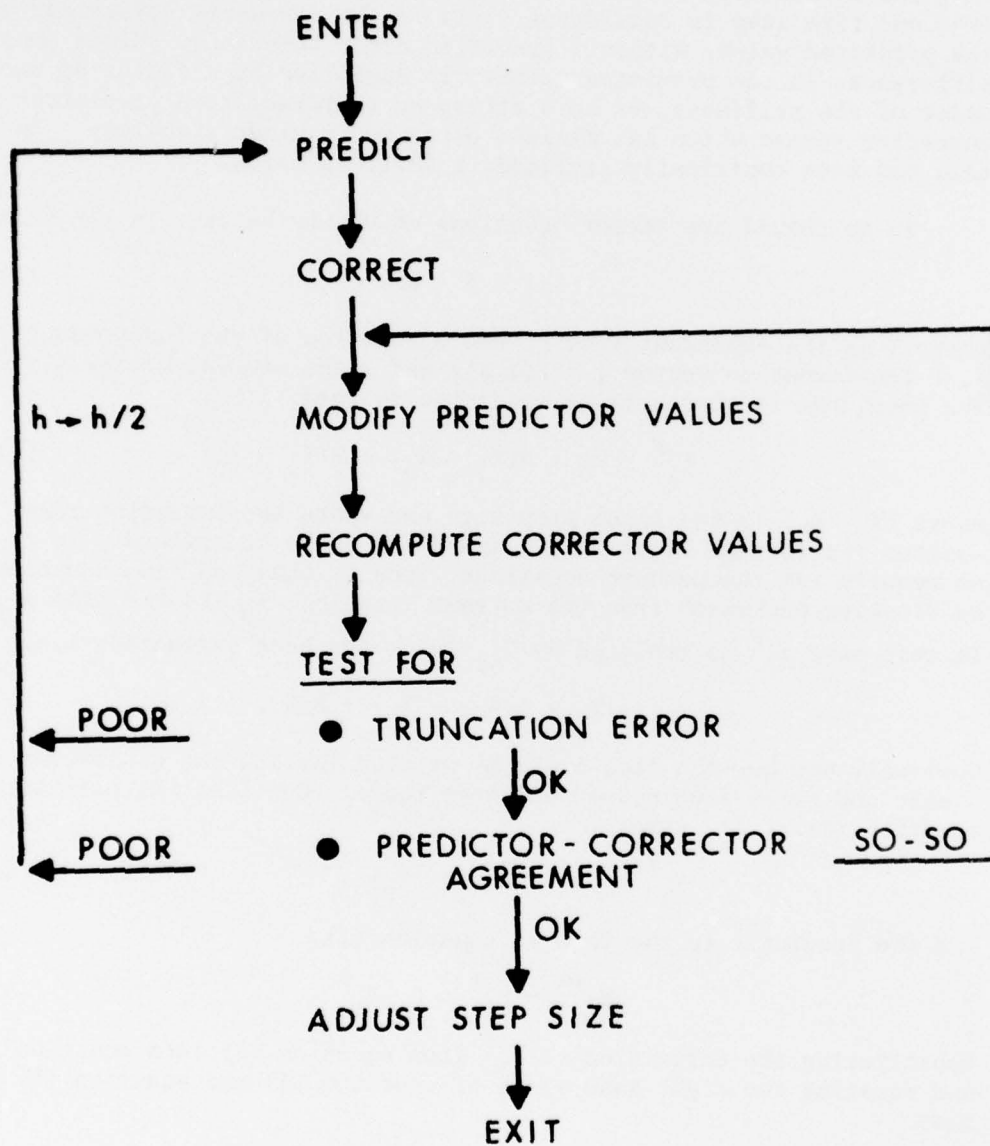 ENTER
PREDICT
CORRECT
h → h/2
MODIFY PREDICTOR VALUES
RECOMPUTE CORRECTOR VALUES
TEST FOR
POOR
● TRUNCATION ERROR
OK
POOR
● PREDICTOR - CORRECTOR
AGREEMENT
SO - SO
OK
ADJUST STEP SIZE
EXIT